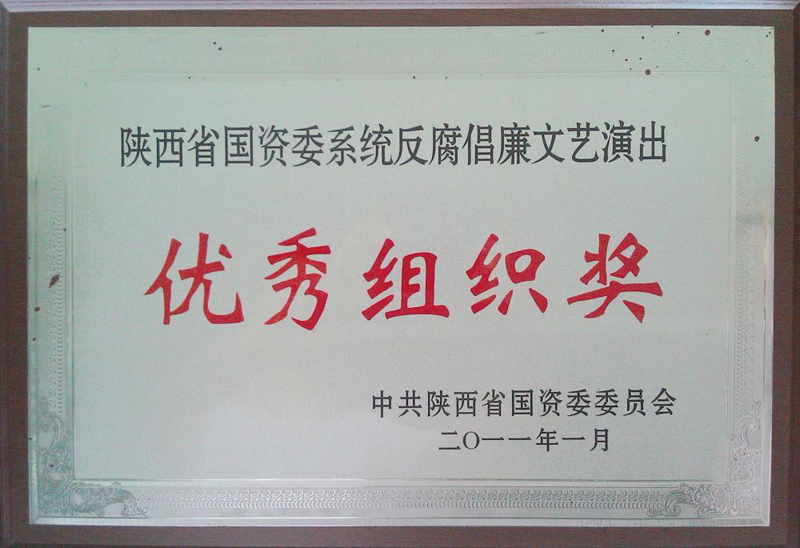 陕西省国资委系统反腐倡廉文艺演出
优秀组织奖
中共陕西省国资委委员会
二〇一一年一月